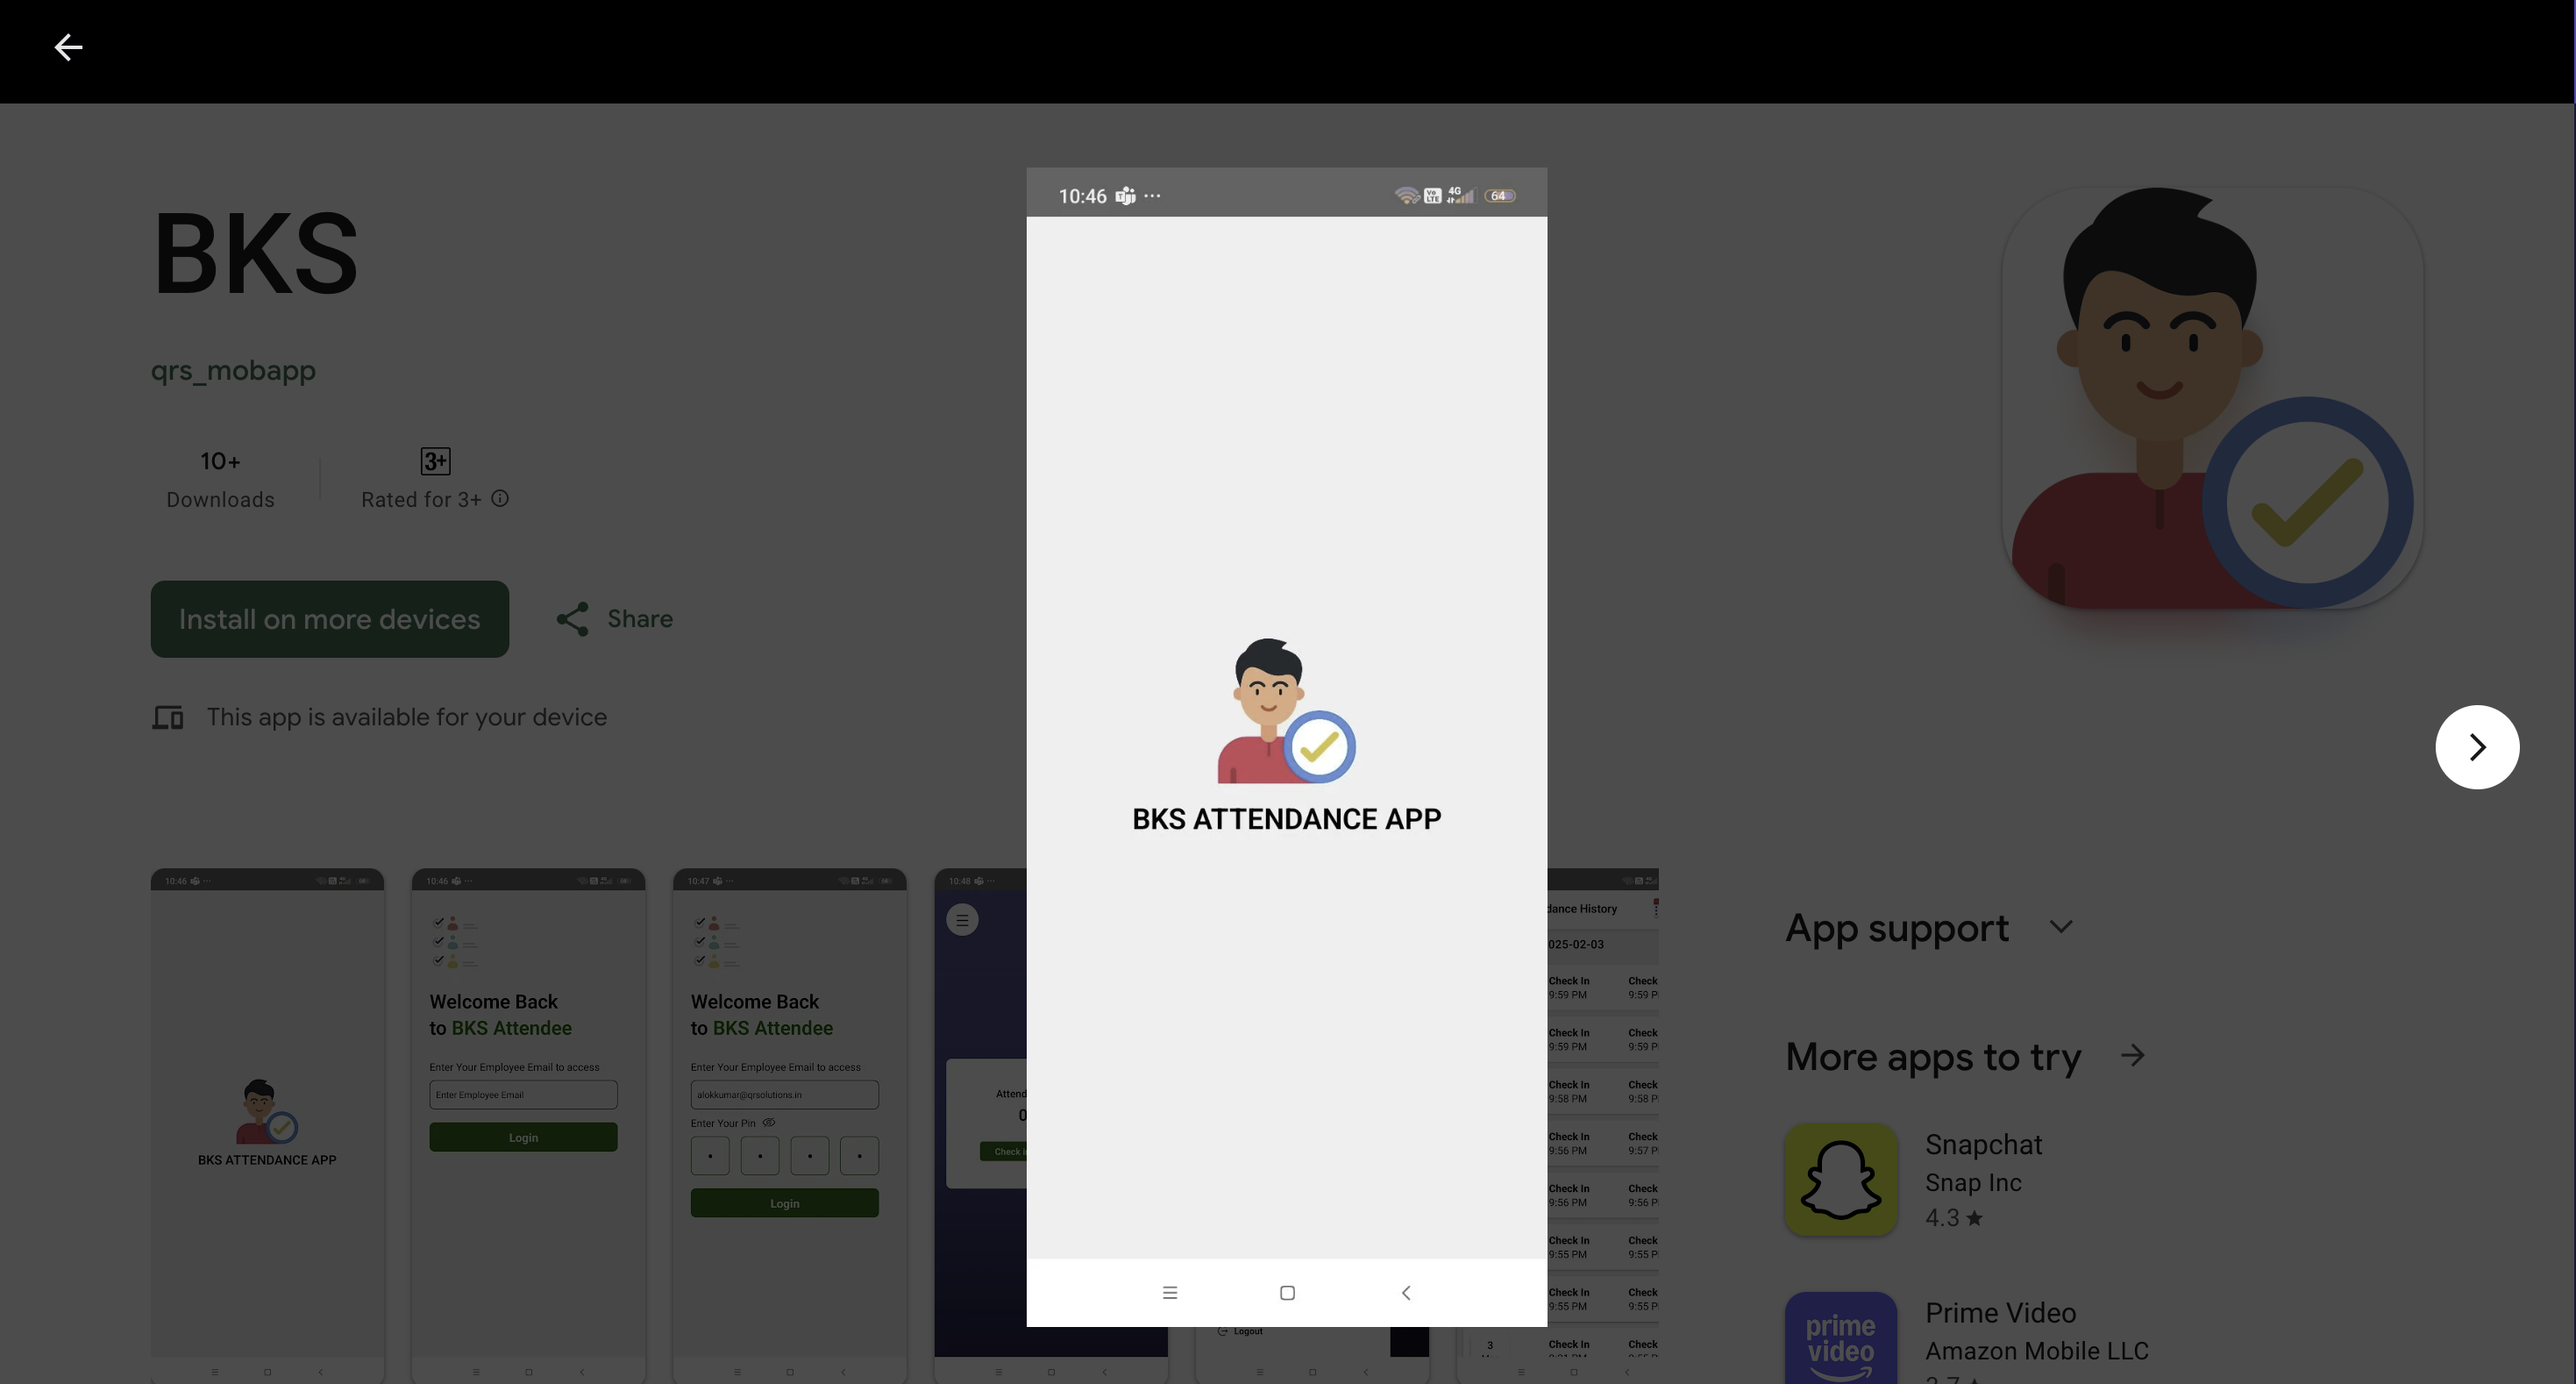 BKS
qrs_mobapp
10+
Downloads
3+
Rated for 3+
Install on more devices
Share
This app is available for your device
10:46
Vo LTE
4G
64
BKS ATTENDANCE APP
10:46
BKS ATTENDANCE APP
10:46
Welcome Back
to BKS Attendee
Enter Your Employee Email to access
Enter Employee Email
Login
10:47
Welcome Back
to BKS Attendee
Enter Your Employee Email to access
alokkumar@qrsolutions.in
Enter Your Pin
Login
10:48
Attend
0
Check i
Logout
dance History
025-02-03
Check In
Check
9:59 PM
9:59 P
Check In
Check
9:59 PM
9:59 P
Check In
Check
9:58 PM
9:58 P
Check In
Check
9:56 PM
9:57 P
Check In
Check
9:56 PM
9:56 P
Check In
Check
9:55 PM
9:55 P
Check In
Check
9:55 PM
9:55 P
3
Check In
Check
App support
More apps to try
Snapchat
Snap Inc
4.3
prime
video
Prime Video
Amazon Mobile LLC